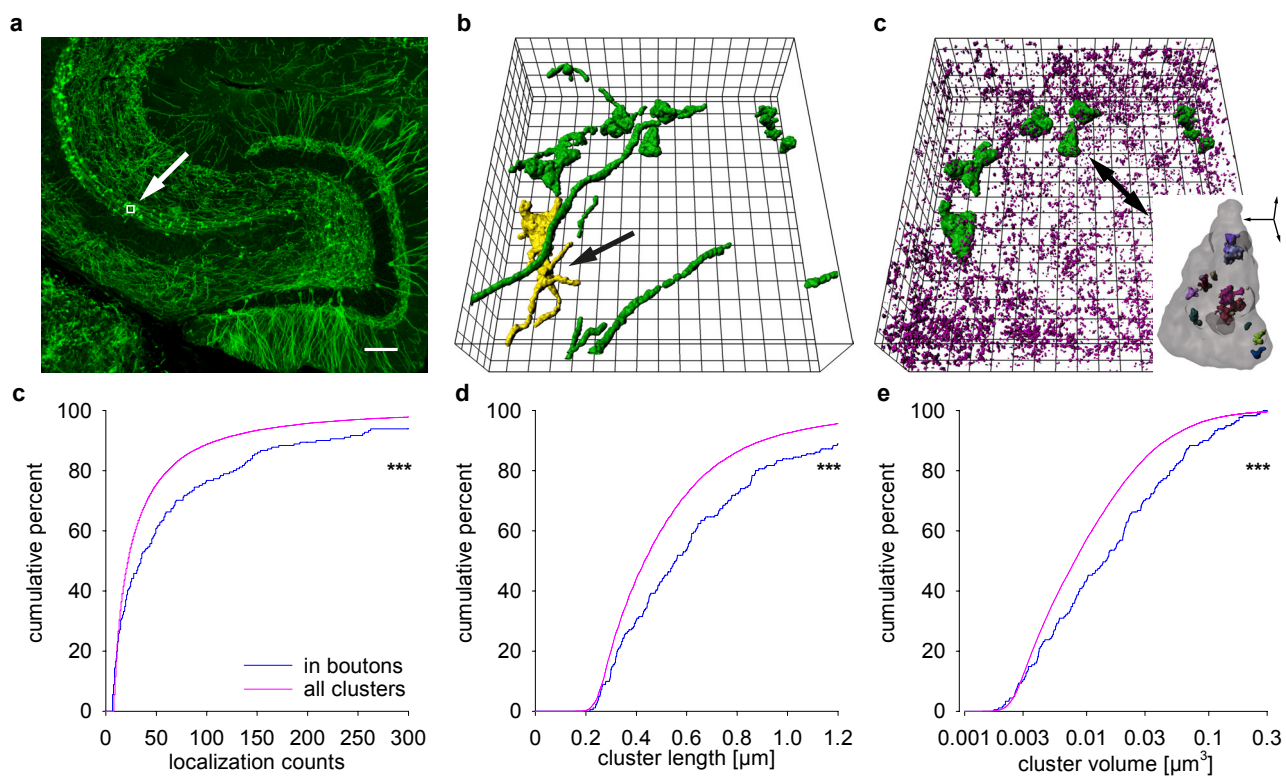 a
b
c
c
100
80
60
40
20
0
cumulative percent
***
in boutons
all clusters
0
50
100
150
200
250
300
localization counts
d
100
80
60
40
20
0
cumulative percent
***
0
0.2
0.4
0.6
0.8
1.0
1.2
cluster length [µm]
e
100
80
60
40
20
0
cumulative percent
***
0.001
0.003
0.01
0.03
0.1
0.3
cluster volume [µm³]